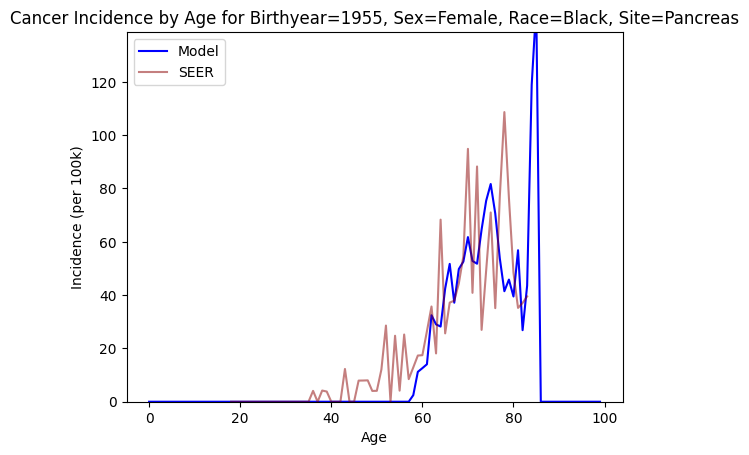 Cancer Incidence by Age for Birthyear=1955, Sex=Female, Race=Black, Site=Pancreas
Model
SEER
Incidence (per 100k)
120
100
80
60
40
20
0
0 20 40 60 80 100
Age